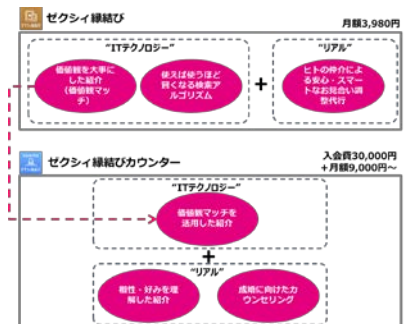 ゼクシィ縁結び
月額3,980円
“ITテクノロジー”
“リアル”
価値観を大事に
した紹介
(価値観マッ
チ)
使えば使うほど
賢くなる検索ア
ルゴリズム
+
ヒトの仲介によ
る安心・スマー
トなお見合い調
整代行
ゼクシィ縁結びカウンター
入会費30,000円
+月額9,000円~
“ITテクノロジー”
価値観マッチを
活用した紹介
+
“リアル”
相性・好みを理
解した紹介
成婚に向けたカ
ウンセリング